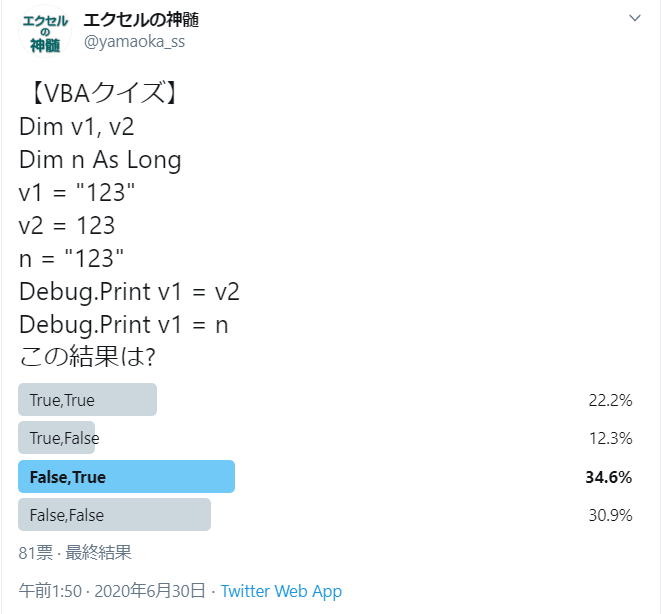 エクセル
の
神髄
エクセルの神髄
@yamaoka_ss
【VBAクイズ】
Dim v1, v2
Dim n As Long
v1 = "123"
v2 = 123
n = "123"
Debug.Print v1 = v2
Debug.Print v1 = n
この結果は?
True,True 22.2%
True,False 12.3%
False,True 34.6%
False,False 30.9%
81票 · 最終結果
午前1:50 · 2020年6月30日 · Twitter Web App